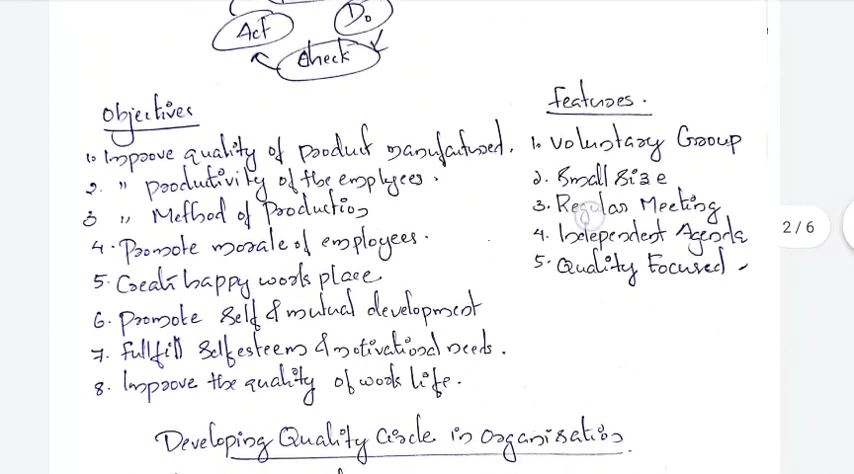 Act
Do
Check
Objectives
1. Improve quality of product manufactured.
2. " productivity of the employees.
3 " Method of Production
4. Promote morale of employees.
5. Create happy work place
6. Promote Self & mutual development
7. Fullfill Self esteem & motivational needs.
8. Improve the quality of work life.
Features.
1. Voluntary Group
2. Small Size
3. Regular Meeting
4. Independent Agenda
5. Quality Focused
2 / 6
Developing Quality Circle in Organisation.